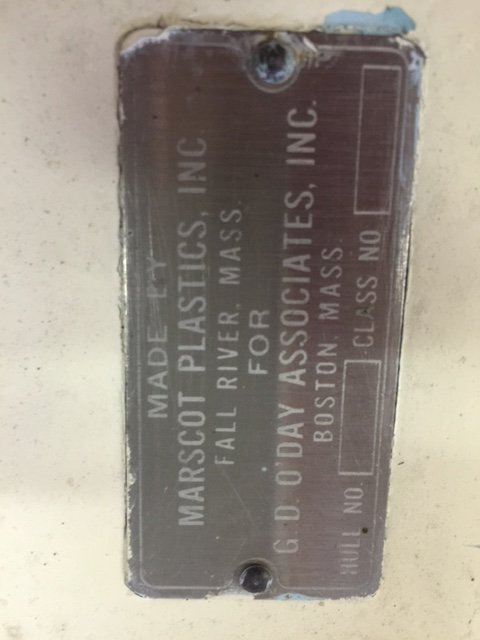 MADE BY
MARSCOT PLASTICS, INC
FALL RIVER, MASS.
FOR
G. D. O'DAY ASSOCIATES, INC.
BOSTON, MASS.
HULL NO. CLASS NO